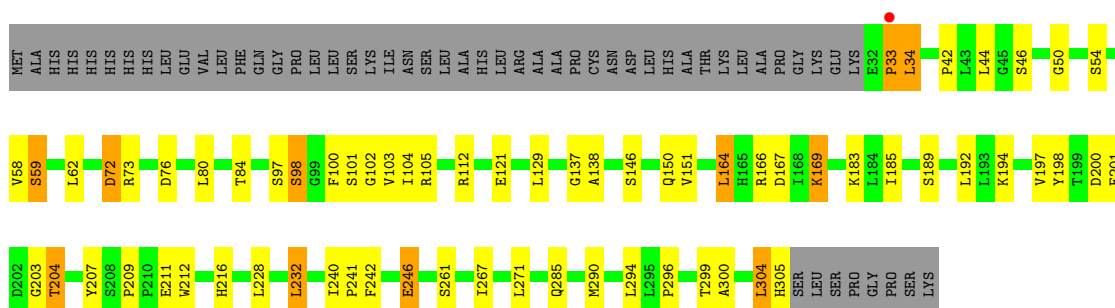 MET ALA HIS HIS HIS HIS HIS HIS LEU GLU VAL LEU PHE GLN GLY PRO LEU LEU SER LYS ILE ASN SER LEU ALA HIS LEU ARG ALA ALA PRO CYS ASN ASP LEU HIS ALA THR LYS LEU ALA PRO GLY LYS GLU LYS E32 P33 L34 P42 L43 L44 G45 S46 G50 S54
V58 S59 L62 D72 R73 D76 L80 T84 S97 S98 G99 F100 S101 G102 V103 I104 R105 R112 E121 L129 G137 A138 S146 Q150 V151 L164 H165 R166 D167 I168 K169 K183 L184 I185 S189 L192 L193 K194 V197 Y198 T199 D200 F201
D202 G203 T204 Y207 S208 P209 P210 E211 W212 H216 L228 L232 I240 P241 F242 E246 S261 I267 L271 Q285 M290 L294 L295 P296 T299 A300 L304 H305 SER LEU SER PRO GLY PRO SER LYS